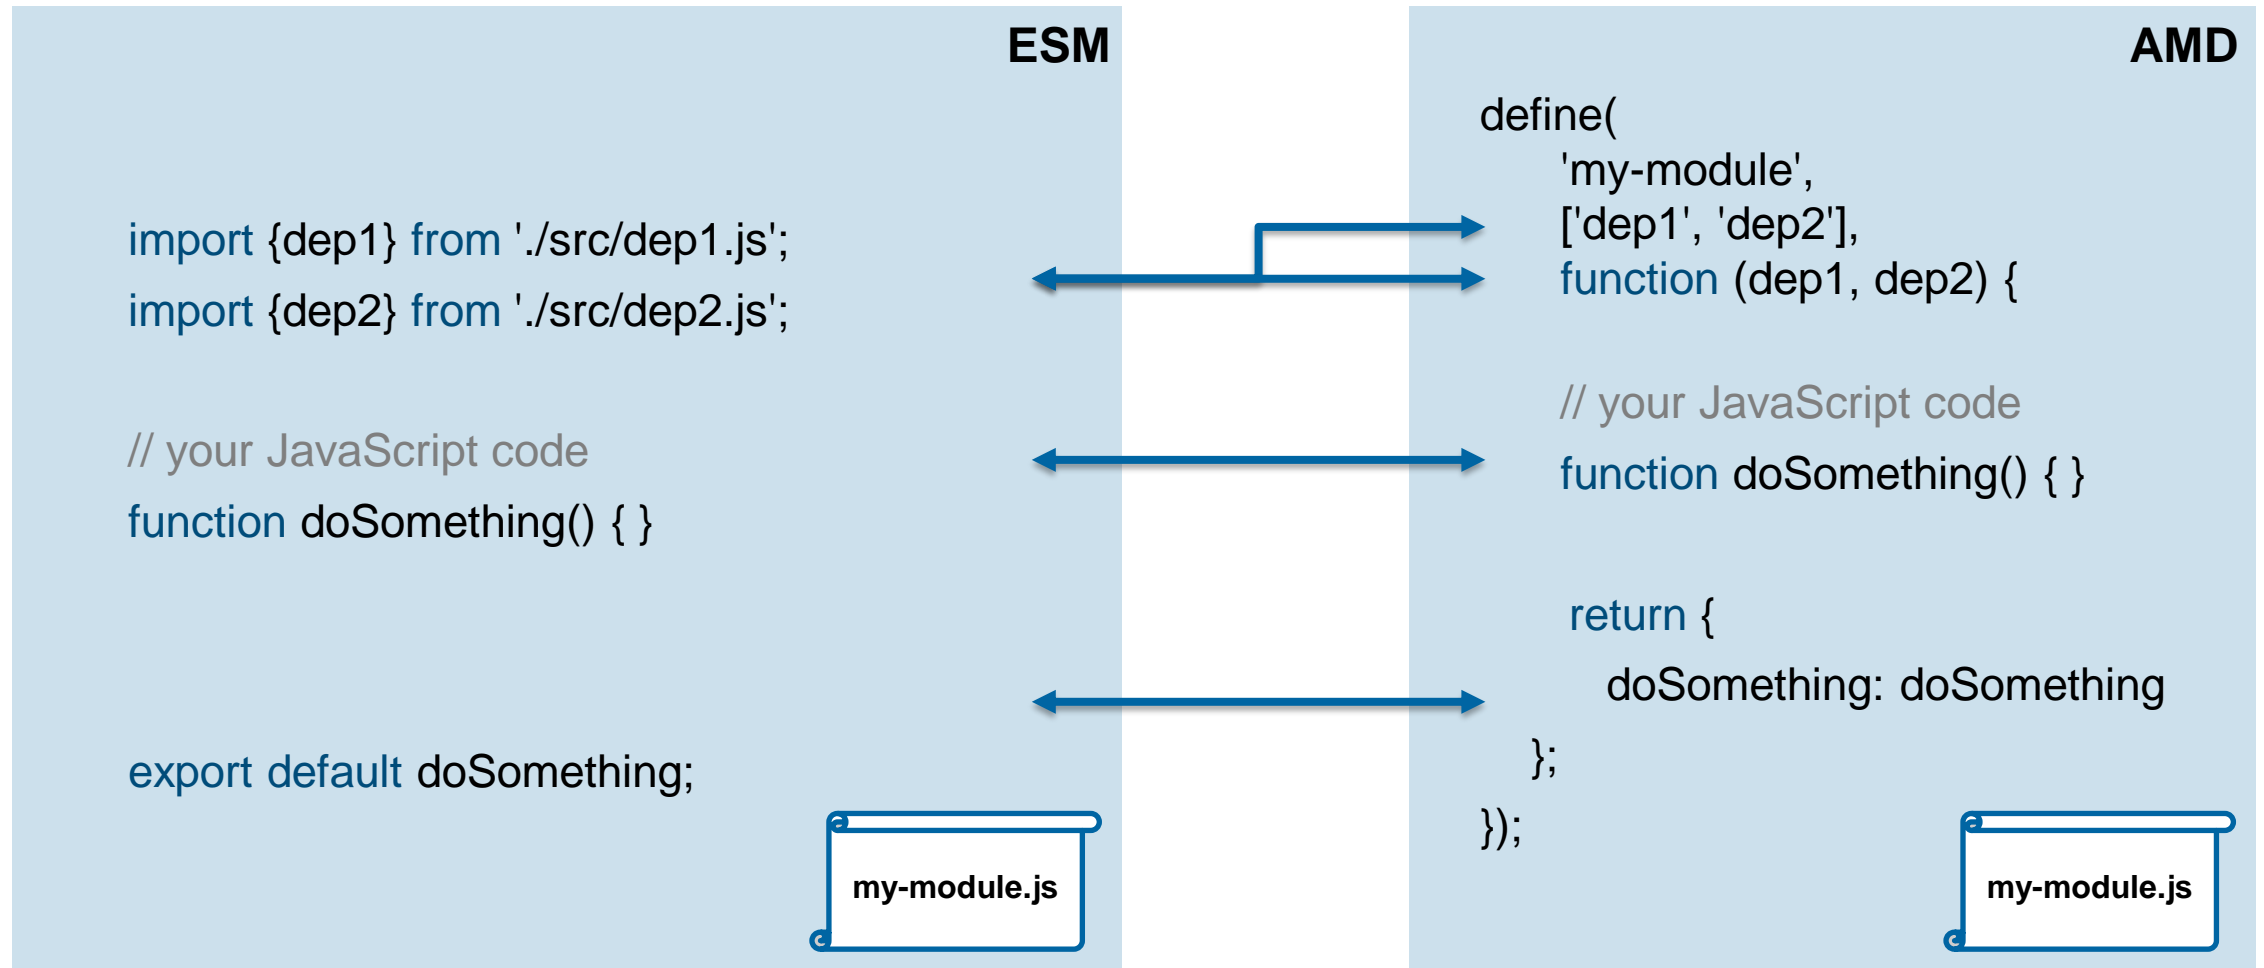 ESM
import {dep1} from './src/dep1.js';
import {dep2} from './src/dep2.js';
// your JavaScript code
function doSomething() { }
export default doSomething;
my-module.js
AMD
define(
'my-module',
['dep1', 'dep2'],
function (dep1, dep2) {
// your JavaScript code
function doSomething() { }
return {
doSomething: doSomething
};
});
my-module.js